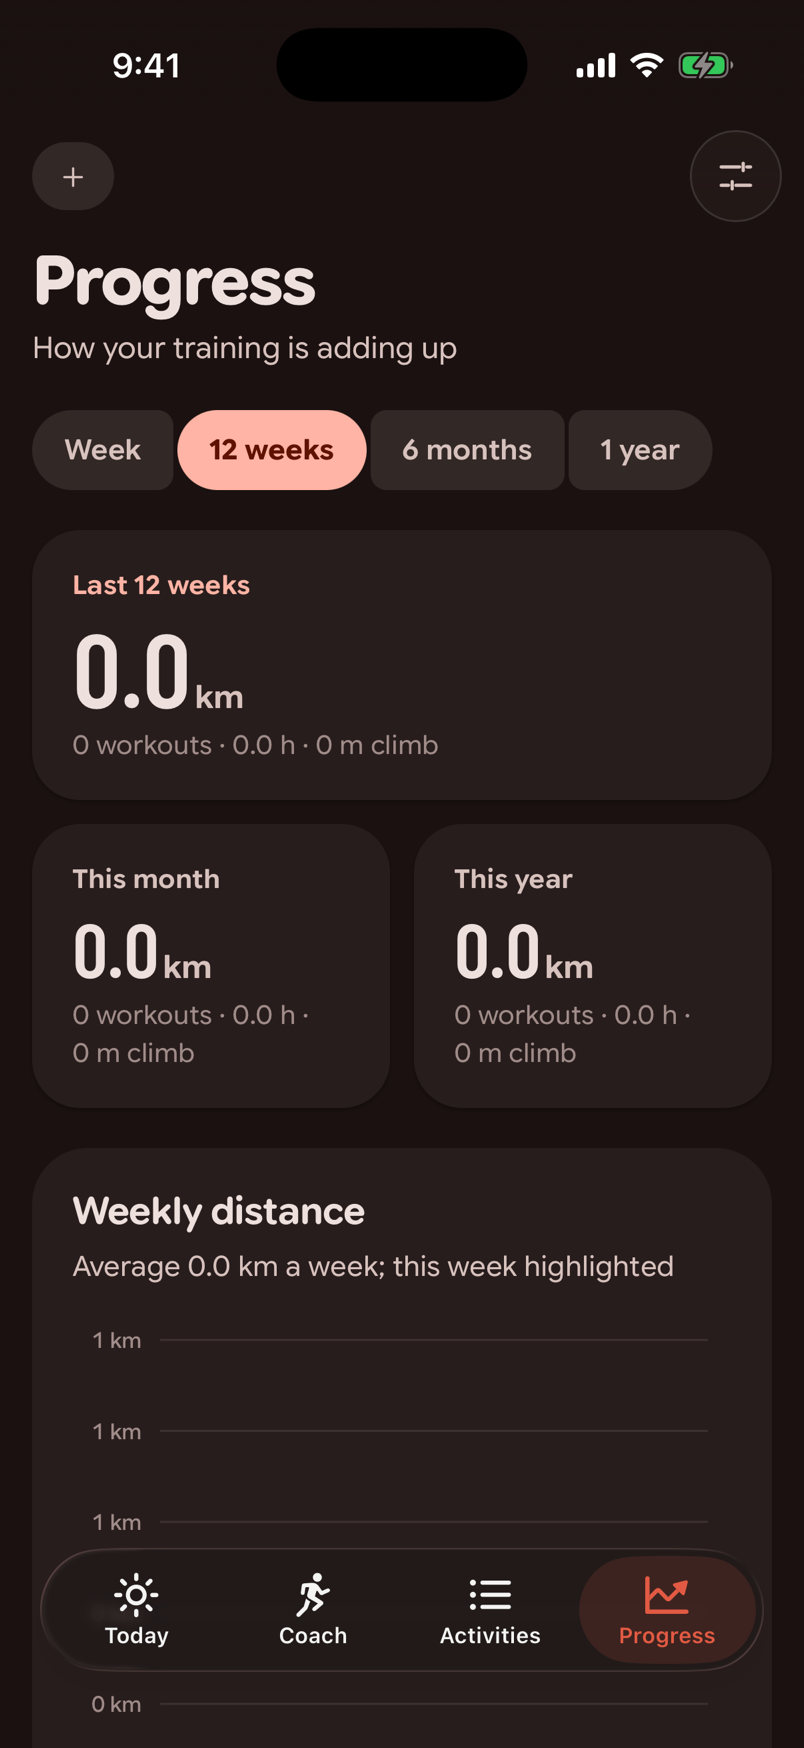 9:41
Progress
How your training is adding up
Week
12 weeks
6 months
1 year
Last 12 weeks
0.0 km
0 workouts · 0.0 h · 0 m climb
This month
0.0 km
0 workouts · 0.0 h ·
0 m climb
This year
0.0 km
0 workouts · 0.0 h ·
0 m climb
Weekly distance
Average 0.0 km a week; this week highlighted
1 km
1 km
1 km
0 km
Today
Coach
Activities
Progress